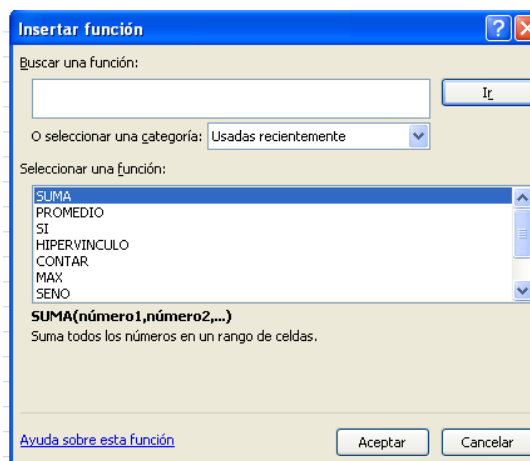 Insertar función
Buscar una función:
Ir
O seleccionar una categoría: Usadas recientemente
Seleccionar una función:
SUMA
PROMEDIO
SI
HIPERVINCULO
CONTAR
MAX
SENO
SUMA(número1,número2,...)
Suma todos los números en un rango de celdas.
Ayuda sobre esta función
Aceptar Cancelar